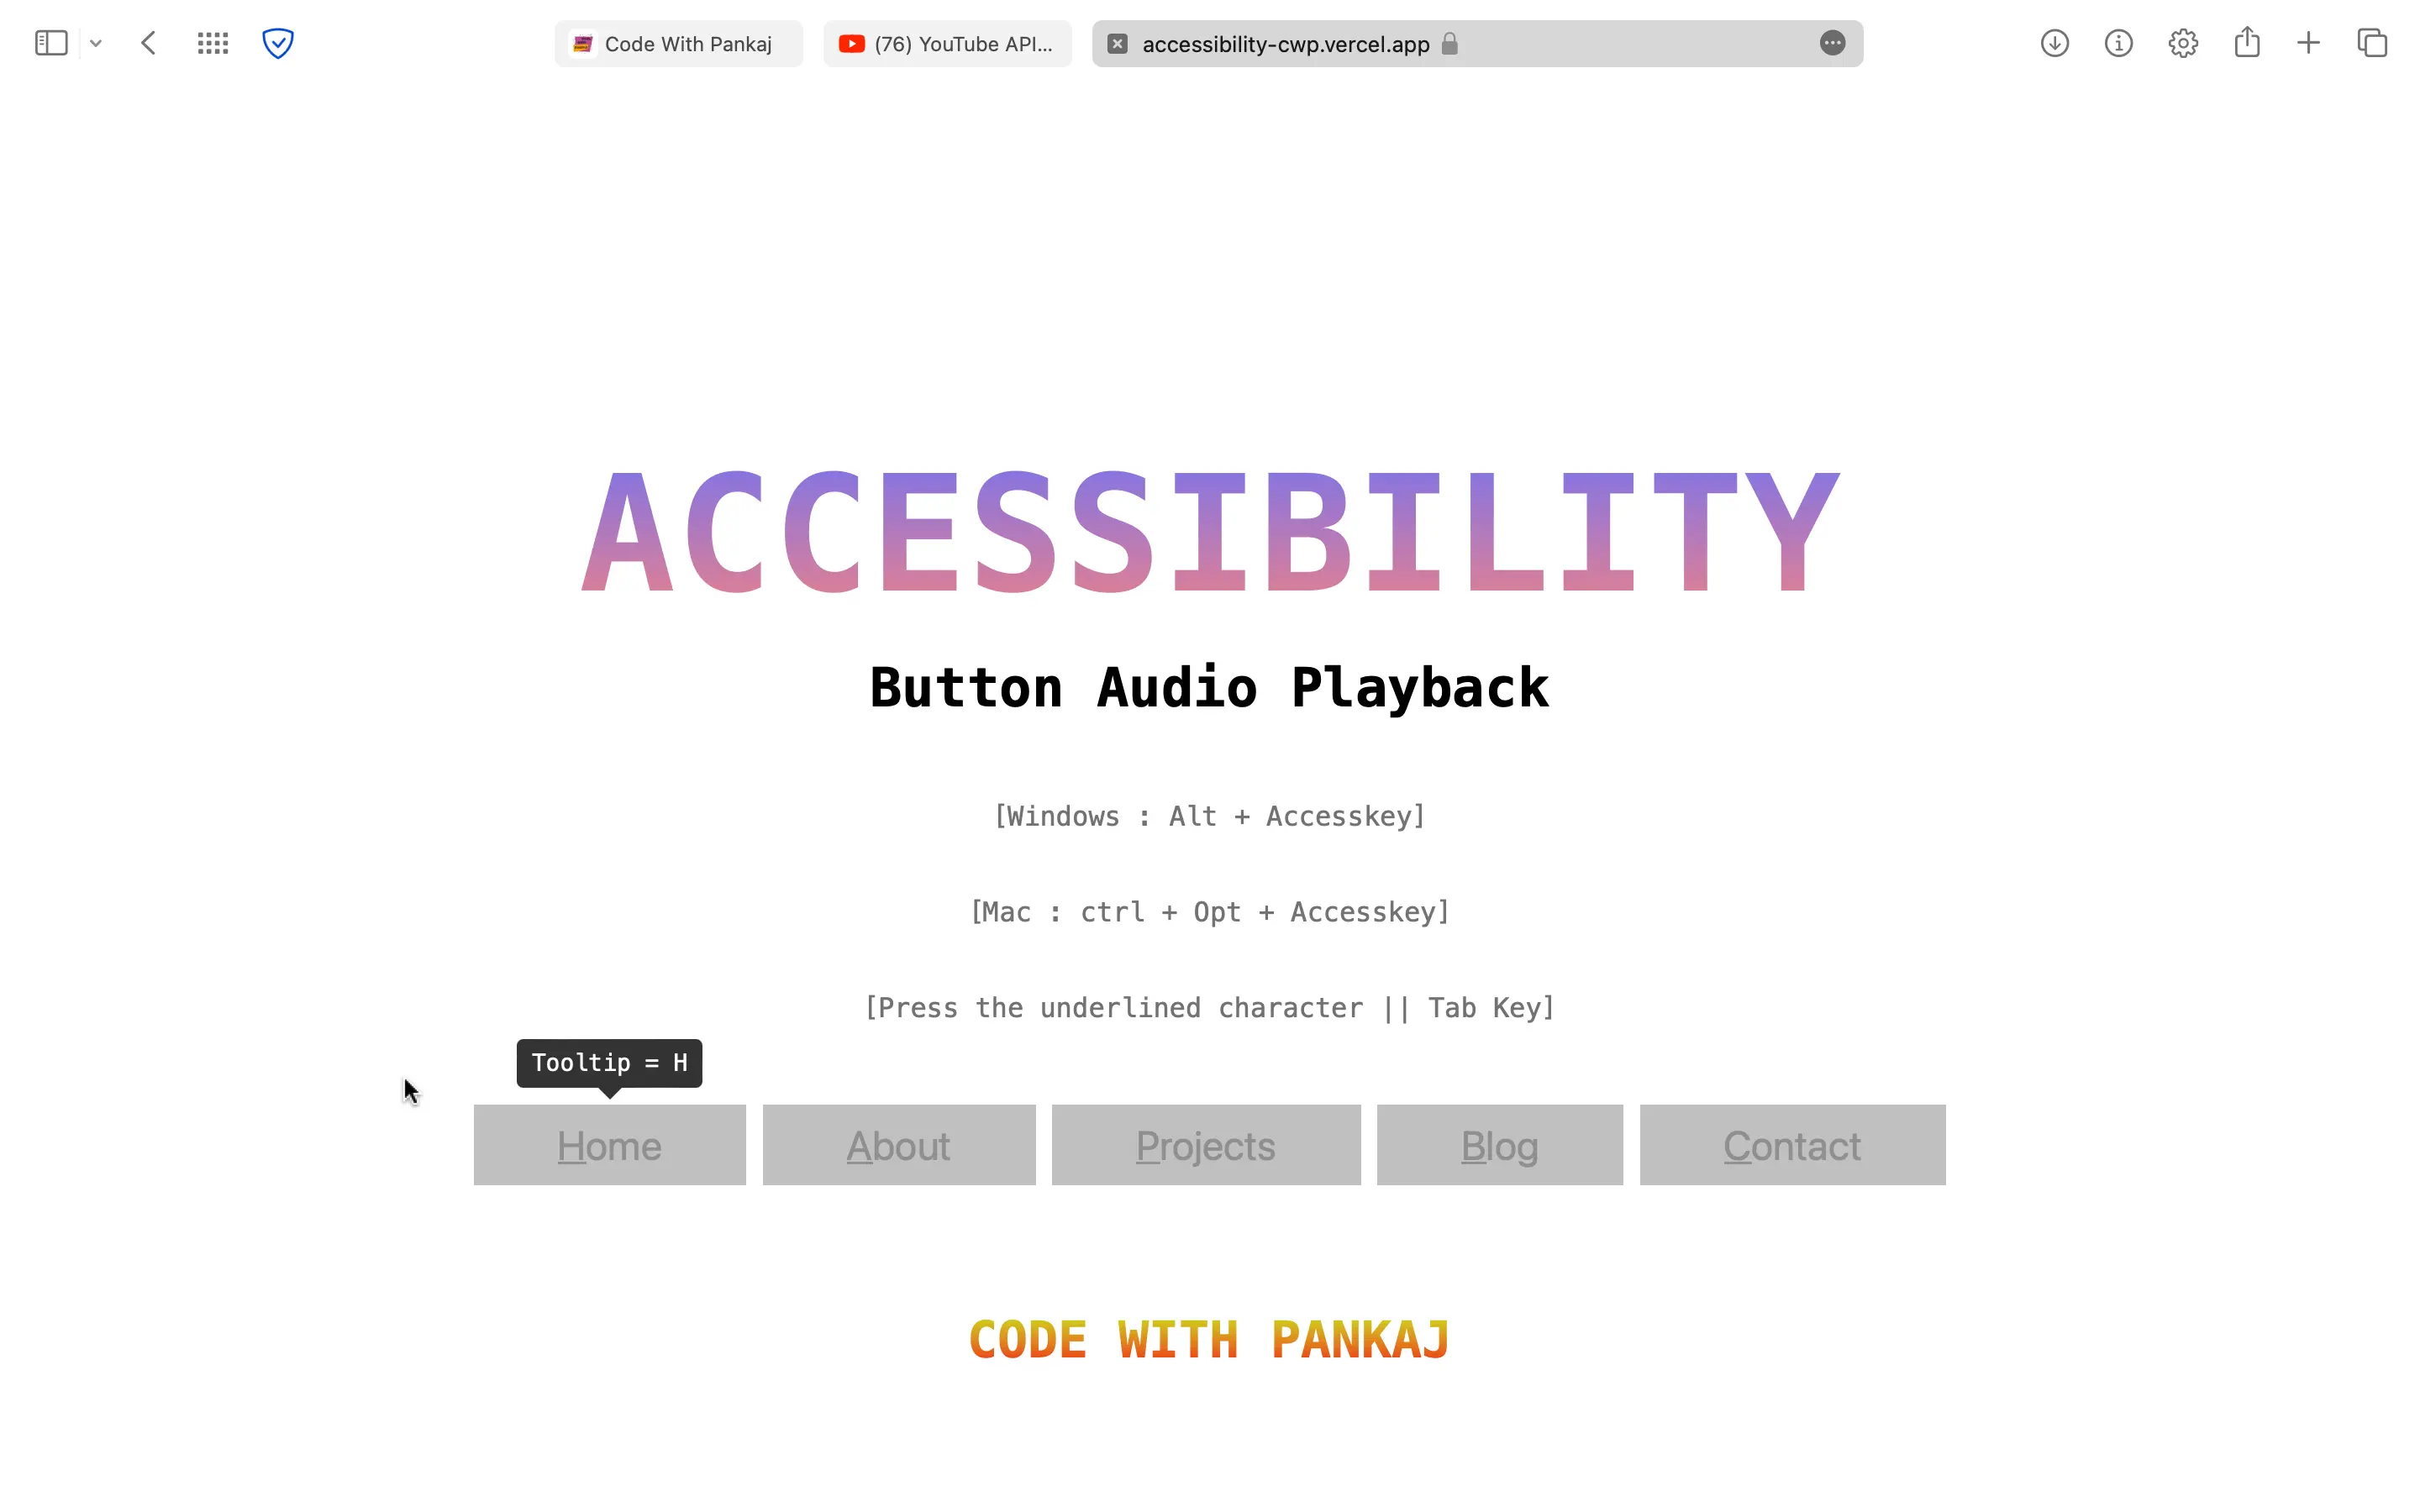 Code With Pankaj
(76) YouTube API...
accessibility-cwp.vercel.app
ACCESSIBILITY
Button Audio Playback
[Windows : Alt + Accesskey]
[Mac : ctrl + Opt + Accesskey]
[Press the underlined character || Tab Key]
Tooltip = H
Home
About
Projects
Blog
Contact
CODE WITH PANKAJ